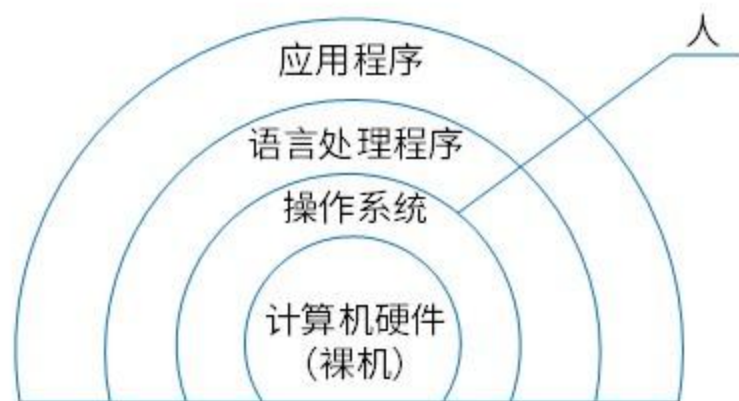 人
应用程序
语言处理程序
操作系统
计算机硬件
（裸机）